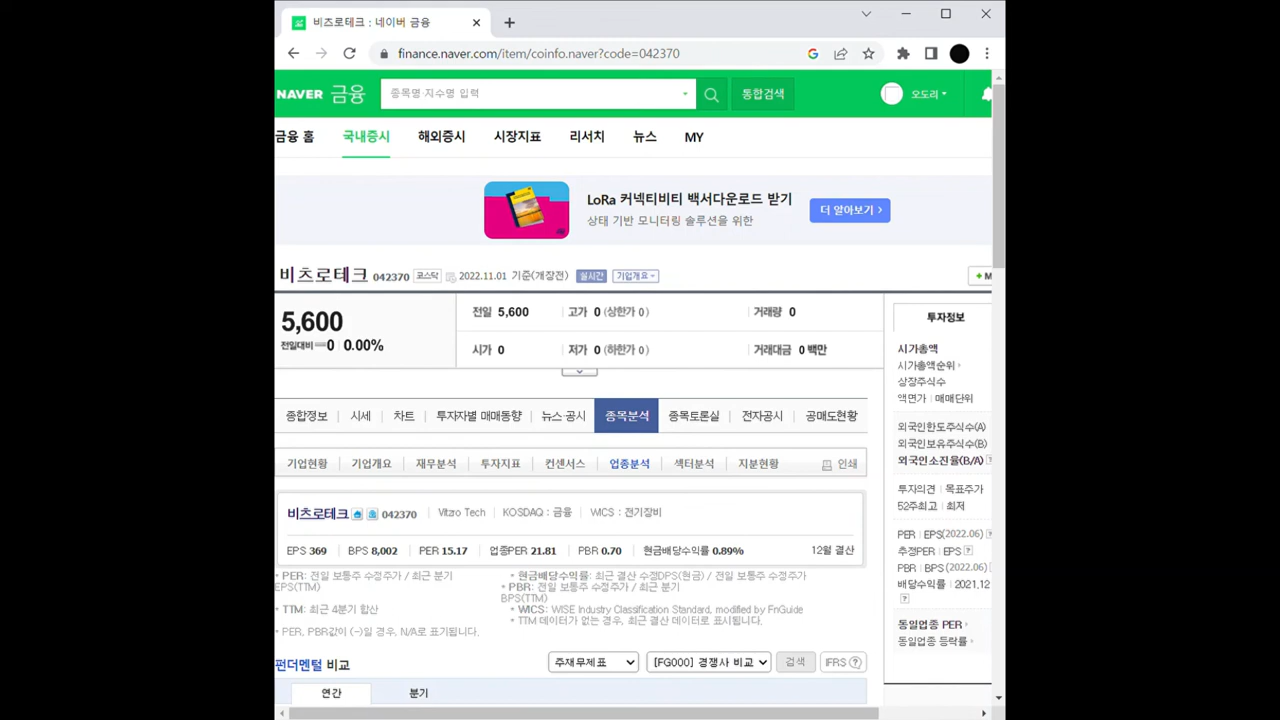 비츠로테크 : 네이버 금융
finance.naver.com/item/coinfo.naver?code=042370
NAVER 금융 종목명·지수명 입력 통합검색 오도리
금융 홈 국내증시 해외증시 시장지표 리서치 뉴스 MY
LoRa 커넥티비티 백서다운로드 받기
상태 기반 모니터링 솔루션을 위한
더 알아보기 >
비츠로테크 042370 코스닥 2022.11.01 기준(개장전) 실시간 기업개요 + M
5,600
전일대비 0 0.00%
전일 5,600 고가 0 (상한가 0) 거래량 0
시가 0 저가 0 (하한가 0) 거래대금 0 백만
투자정보
시가총액
시가총액순위
상장주식수
액면가 | 매매단위
외국인한도주식수(A)
외국인보유주식수(B)
외국인소진율(B/A) ?
투자의견 | 목표주가
52주최고 | 최저
PER | EPS(2022.06) ?
추정PER | EPS ?
PBR | BPS (2022.06) ?
배당수익률 | 2021.12
?
동일업종 PER
동일업종 등락률
종합정보 시세 차트 투자자별 매매동향 뉴스·공시 종목분석 종목토론실 전자공시 공매도현황
기업현황 기업개요 재무분석 투자지표 컨센서스 업종분석 섹터분석 지분현황 인쇄
비츠로테크 042370 | Vitzro Tech | KOSDAQ : 금융 | WICS : 전기장비
EPS 369 BPS 8,002 PER 15.17 업종PER 21.81 PBR 0.70 현금배당수익률 0.89% 12월 결산
* PER: 전일 보통주 수정주가 / 최근 분기
EPS(TTM)
* TTM: 최근 4분기 합산
* PER, PBR값이 (-)일 경우, N/A로 표기됩니다.
* 현금배당수익률: 최근 결산 수정DPS(현금) / 전일 보통주 수정주가
* PBR: 전일 보통주 수정주가 / 최근 분기
BPS(TTM)
* WICS: WISE Industry Classification Standard, modified by FnGuide
* TTM 데이터가 없는 경우, 최근 결산 데이터로 표시됩니다.
펀더멘털 비교 주재무제표 [FG000] 경쟁사 비교 검색 IFRS ?
연간 분기